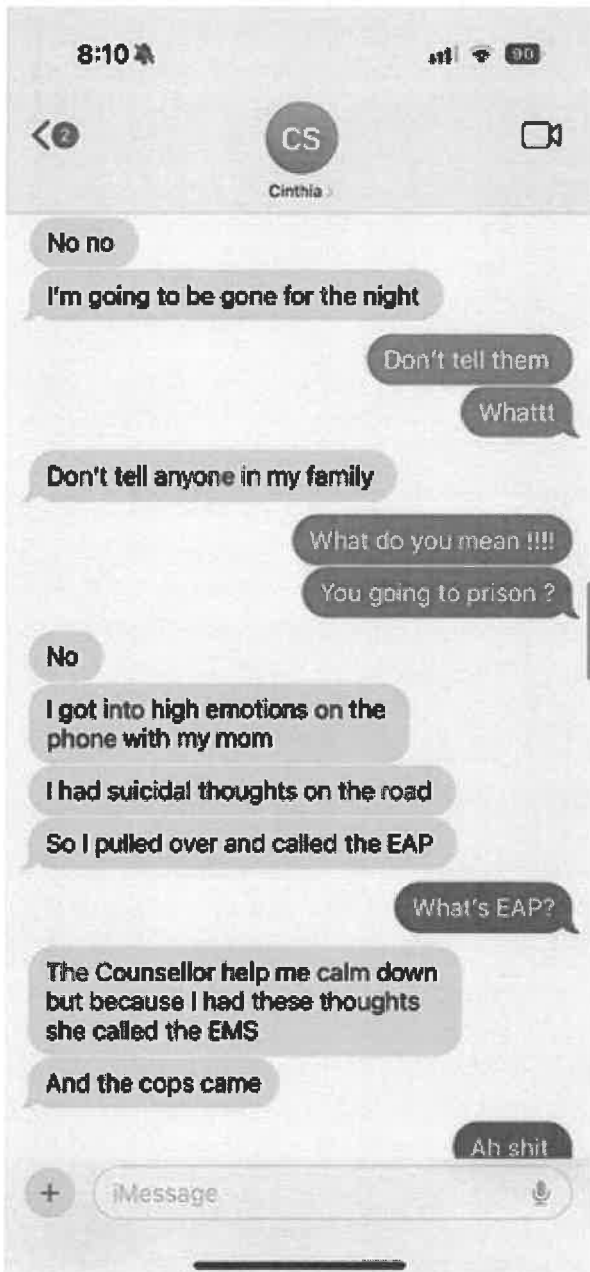 8:10
90
2
CS
Cinthia
No no
I'm going to be gone for the night
Don't tell them
Whattt
Don't tell anyone in my family
What do you mean !!!!
You going to prison ?
No
I got into high emotions on the
phone with my mom
I had suicidal thoughts on the road
So I pulled over and called the EAP
What's EAP?
The Counsellor help me calm down
but because I had these thoughts
she called the EMS
And the cops came
Ah shit
iMessage